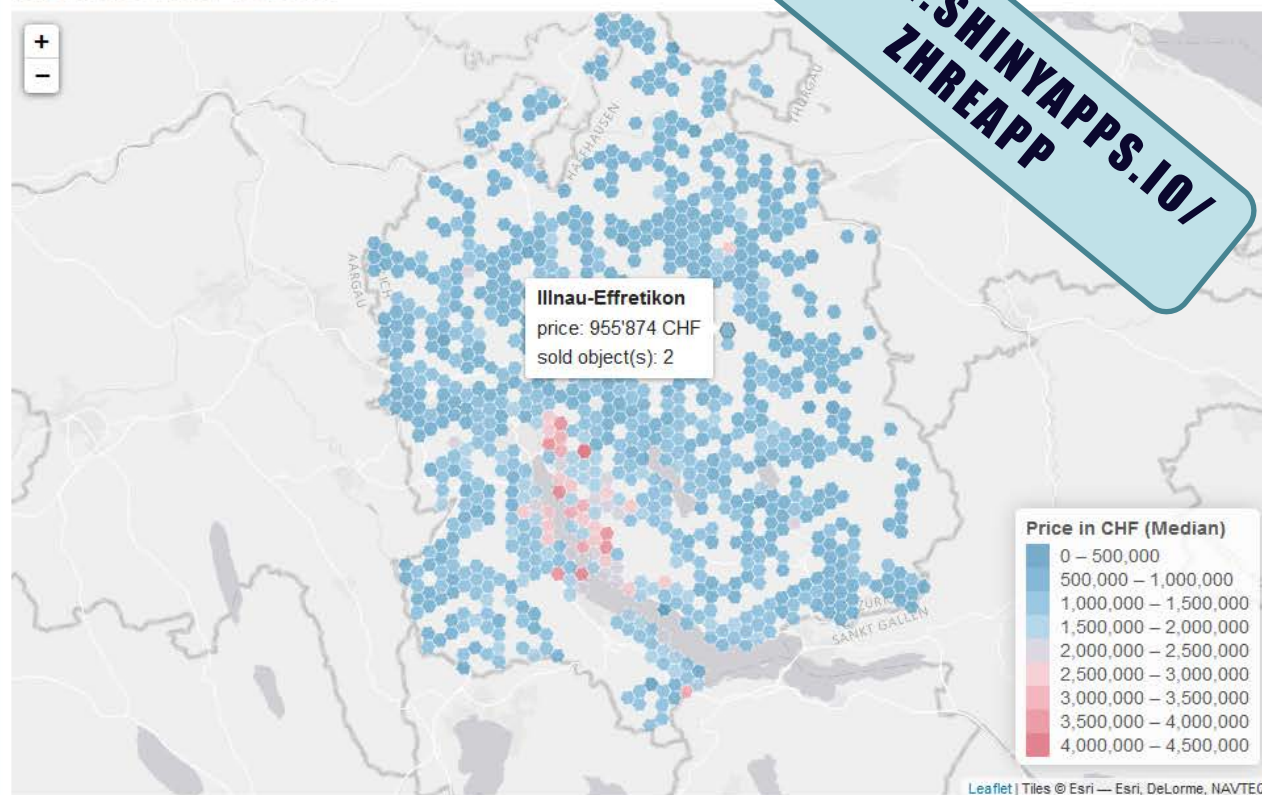 +
−
.SHINYAPPS.IO/
ZHREAPP
THURGAU
AARGAU
Illnau-Effretikon
price: 955'874 CHF
sold object(s): 2
SANKT GALLEN
Price in CHF (Median)
0 – 500,000
500,000 – 1,000,000
1,000,000 – 1,500,000
1,500,000 – 2,000,000
2,000,000 – 2,500,000
2,500,000 – 3,000,000
3,000,000 – 3,500,000
3,500,000 – 4,000,000
4,000,000 – 4,500,000
Leaflet | Tiles © Esri — Esri, DeLorme, NAVTEQ